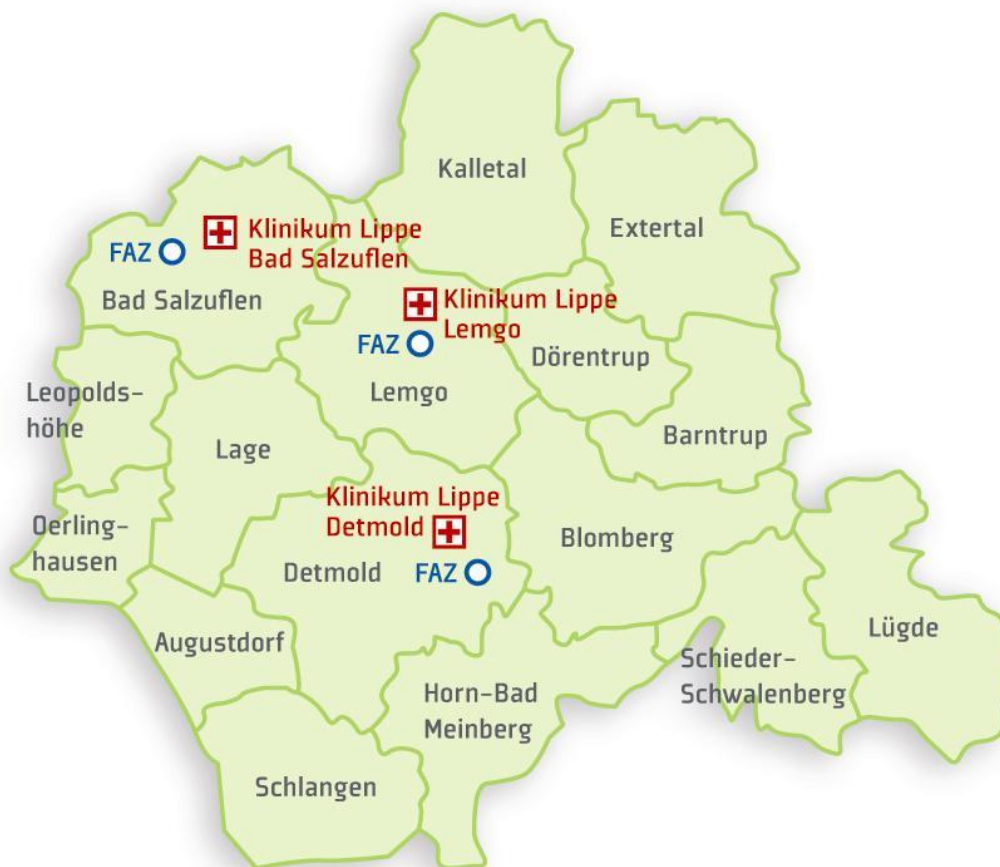 Kalletal
Extertal
Klinikum Lippe
Bad Salzuflen
FAZ
Bad Salzuflen
Klinikum Lippe
Lemgo
FAZ
Dörentrup
Lemgo
Leopolds-
höhe
Barntrup
Lage
Klinikum Lippe
Detmold
Oerling-
hausen
Blomberg
Detmold
FAZ
Augustdorf
Lügde
Schieder-
Schwalenberg
Horn-Bad
Meinberg
Schlangen